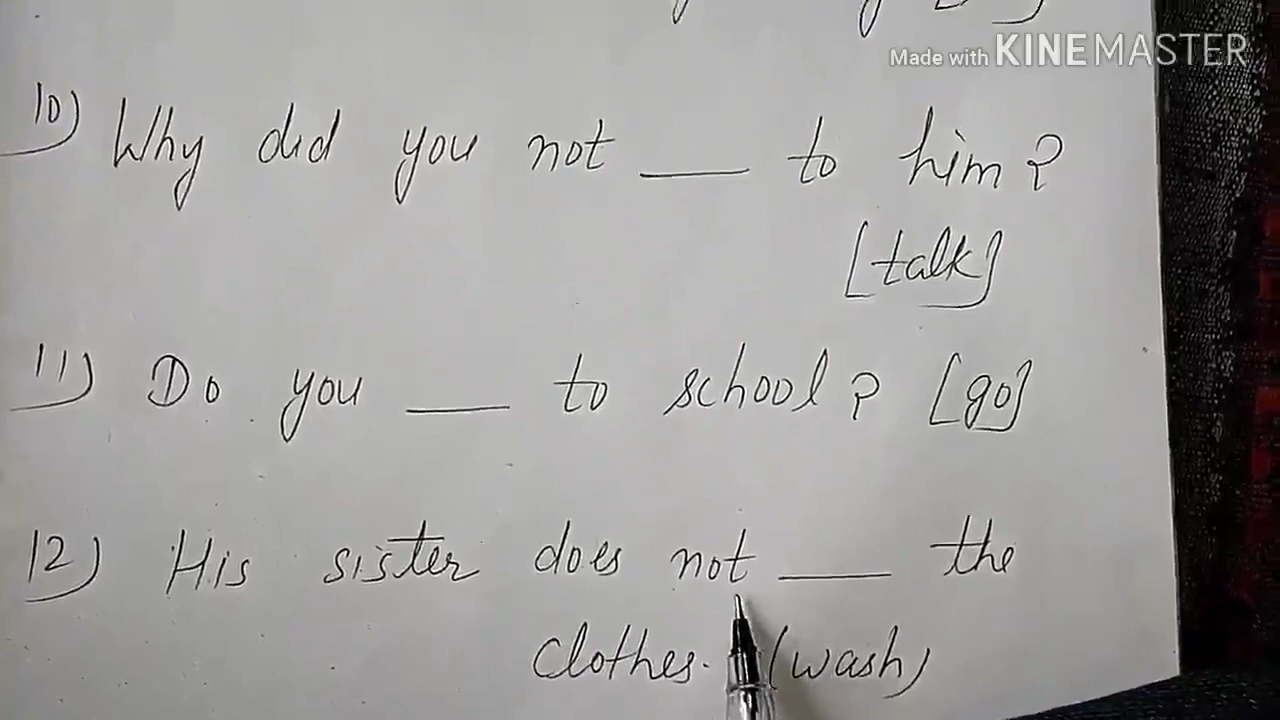 Made with KINEMASTER
10) Why did you not ___ to him?
[talk]
11) Do you ___ to school? [go]
12) His sister does not ___ the
clothes. (wash)